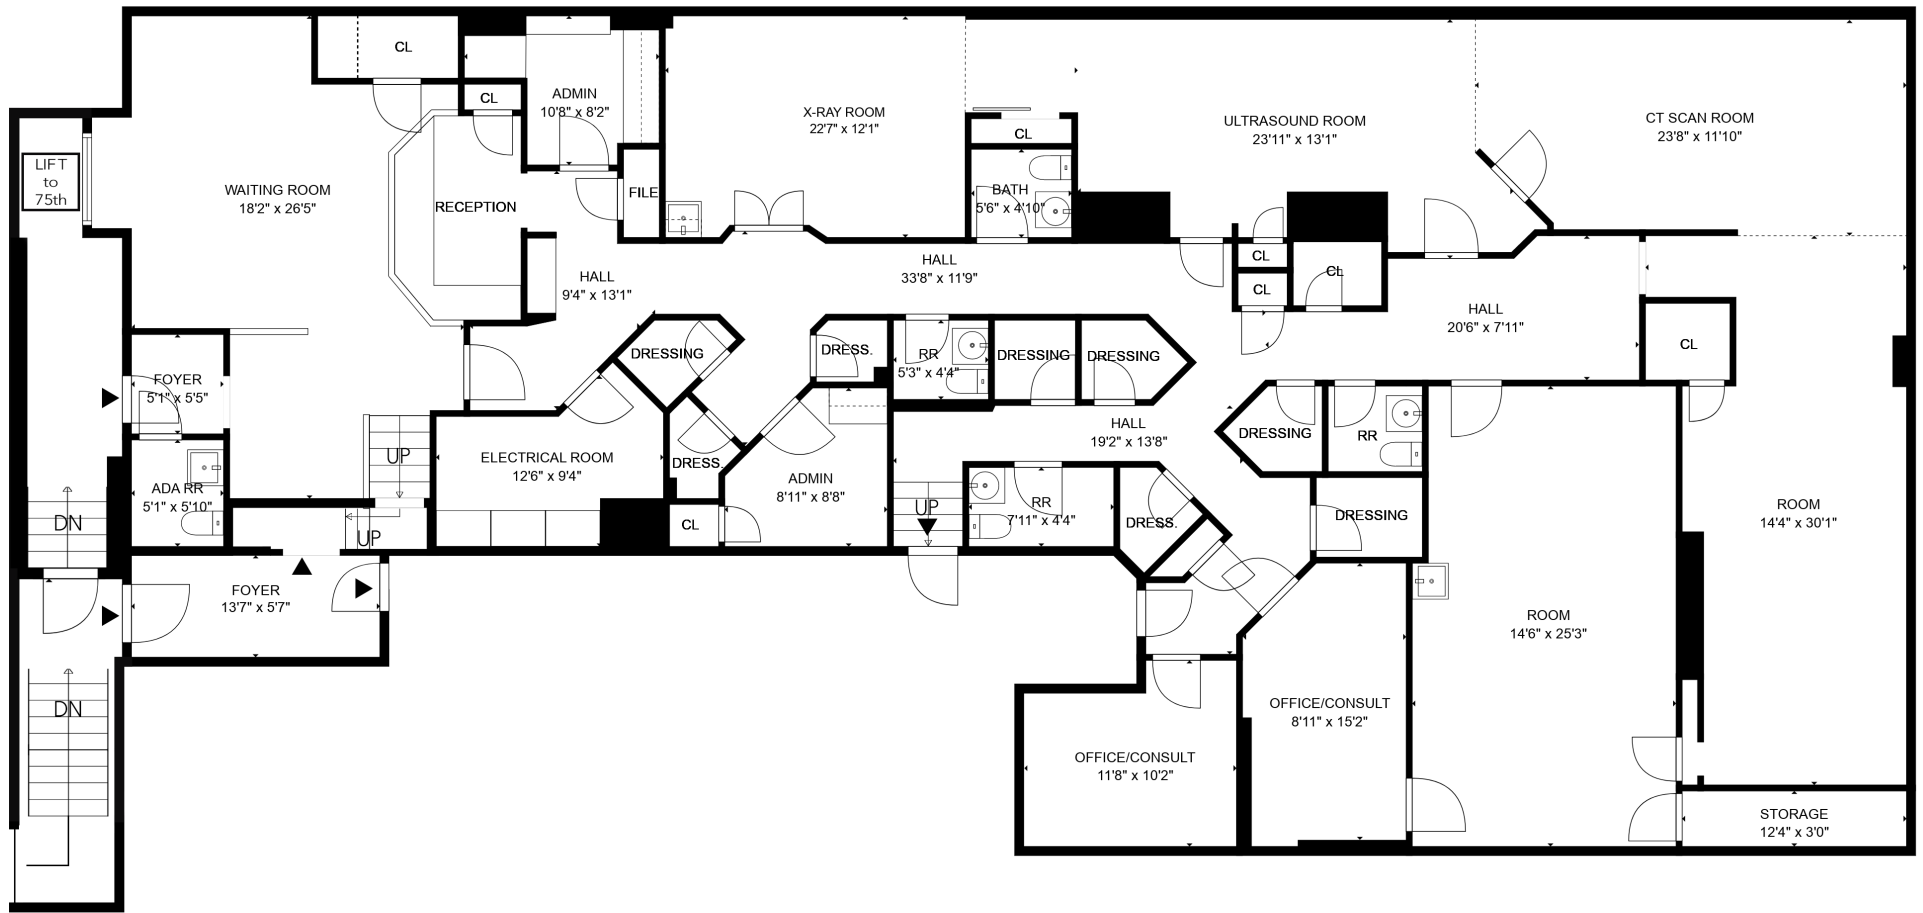 CL
CL
ADMIN
10'8" x 8'2"
X-RAY ROOM
22'7" x 12'1"
CL
ULTRASOUND ROOM
23'11" x 13'1"
CT SCAN ROOM
23'8" x 11'10"
LIFT
to
75th
WAITING ROOM
18'2" x 26'5"
RECEPTION
FILE
BATH
5'6" x 4'10"
HALL
9'4" x 13'1"
HALL
33'8" x 11'9"
CL
CL
CL
HALL
20'6" x 7'11"
CL
FOYER
5'1" x 5'5"
DRESSING
DRESS.
RR
5'3" x 4'4"
DRESSING
DRESSING
HALL
19'2" x 13'8"
DRESSING
RR
UP
ELECTRICAL ROOM
12'6" x 9'4"
DRESS.
ADMIN
8'11" x 8'8"
ADA RR
5'1" x 5'10"
DN
UP
CL
UP
RR
7'11" x 4'4"
DRESS.
DRESSING
ROOM
14'4" x 30'1"
FOYER
13'7" x 5'7"
ROOM
14'6" x 25'3"
DN
OFFICE/CONSULT
8'11" x 15'2"
OFFICE/CONSULT
11'8" x 10'2"
STORAGE
12'4" x 3'0"